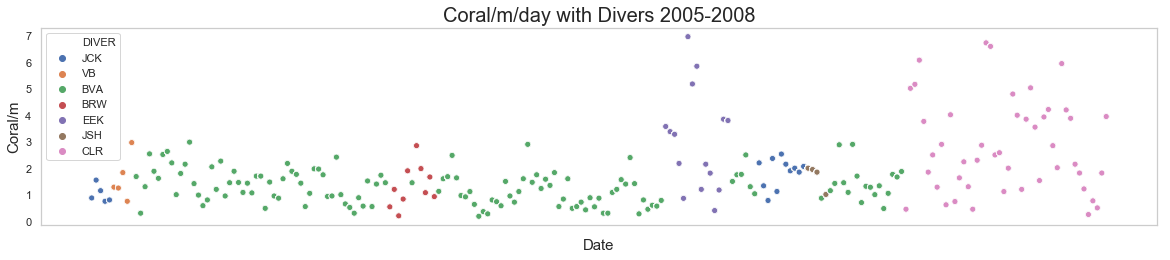 Coral/m/day with Divers 2005-2008
Coral/m
7
6
5
4
3
2
1
0
DIVER
JCK
VB
BVA
BRW
EEK
JSH
CLR
Date